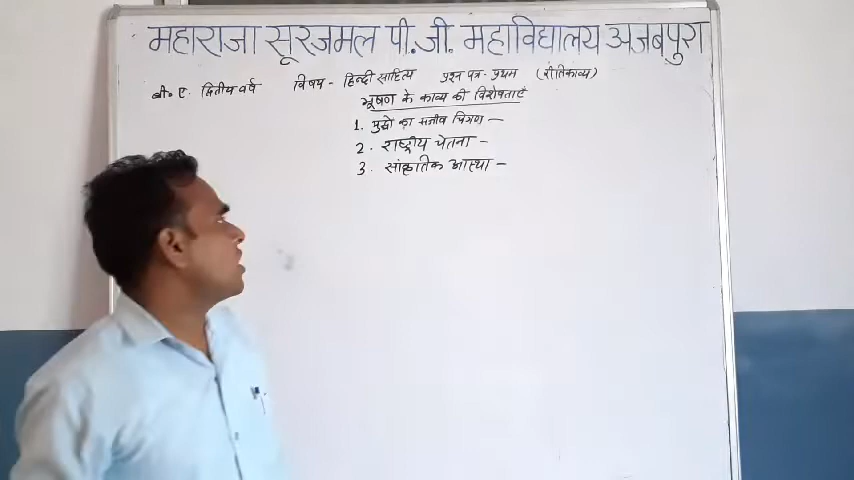 महाराजा सूरजमल पी.जी. महाविद्यालय अजबपुरा
बी॰ ए. द्वितीय वर्ष विषय - हिन्दी साहित्य प्रश्न पत्र - प्रथम (रीतिकाव्य)
भूषण के काव्य की विशेषताएँ
1. युद्धो का सजीव चित्रण —
2. राष्ट्रीय चेतना —
3. सांस्कृतिक आस्था —